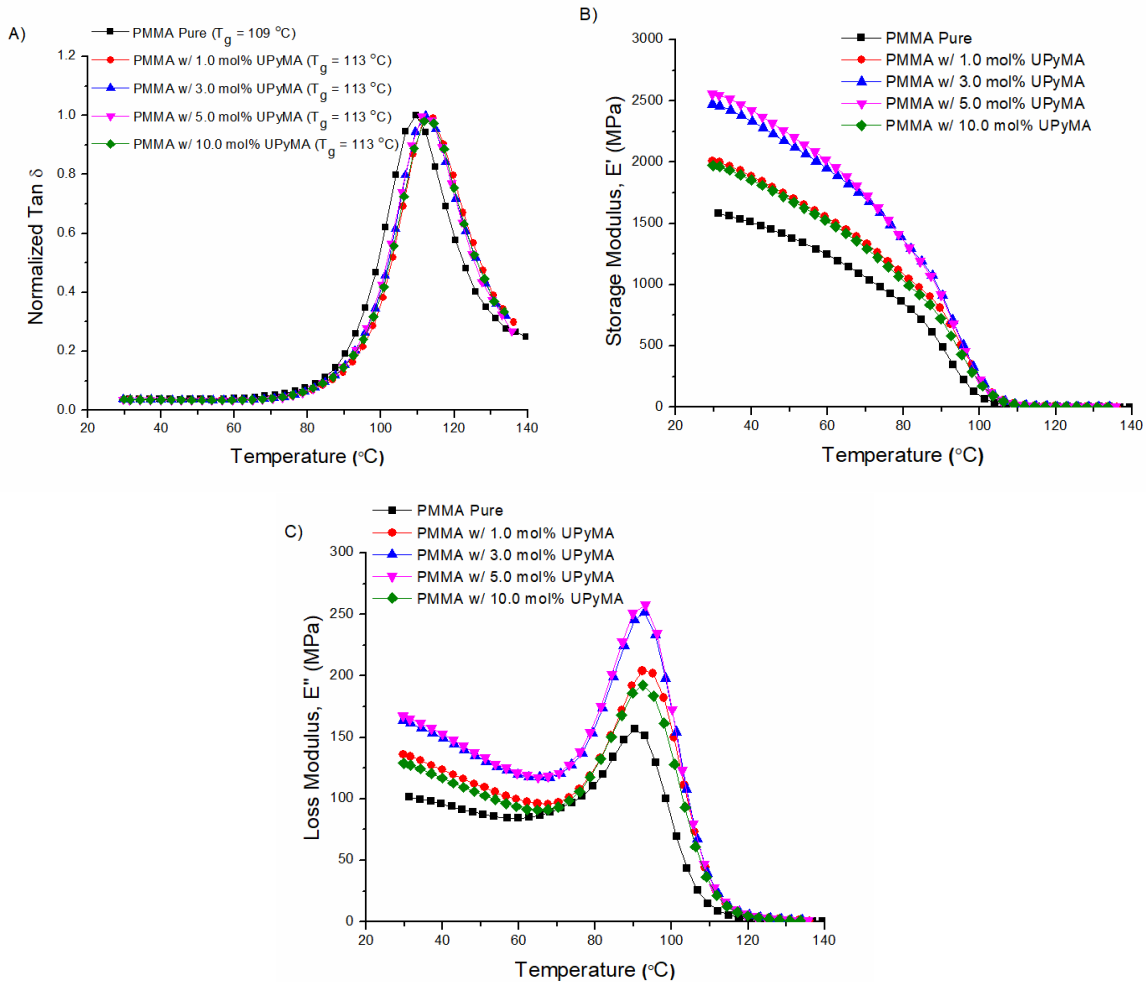 A)
PMMA Pure (Tg = 109 °C)
PMMA w/ 1.0 mol% UPyMA (Tg = 113 °C)
PMMA w/ 3.0 mol% UPyMA (Tg = 113 °C)
PMMA w/ 5.0 mol% UPyMA (Tg = 113 °C)
PMMA w/ 10.0 mol% UPyMA (Tg = 113 °C)
Normalized Tan δ
1.2
1.0
0.8
0.6
0.4
0.2
0.0
20 40 60 80 100 120 140
Temperature (°C)
B)
PMMA Pure
PMMA w/ 1.0 mol% UPyMA
PMMA w/ 3.0 mol% UPyMA
PMMA w/ 5.0 mol% UPyMA
PMMA w/ 10.0 mol% UPyMA
Storage Modulus, E' (MPa)
3000
2500
2000
1500
1000
500
0
20 40 60 80 100 120 140
Temperature (°C)
C)
PMMA Pure
PMMA w/ 1.0 mol% UPyMA
PMMA w/ 3.0 mol% UPyMA
PMMA w/ 5.0 mol% UPyMA
PMMA w/ 10.0 mol% UPyMA
Loss Modulus, E'' (MPa)
300
250
200
150
100
50
0
20 40 60 80 100 120 140
Temperature (°C)